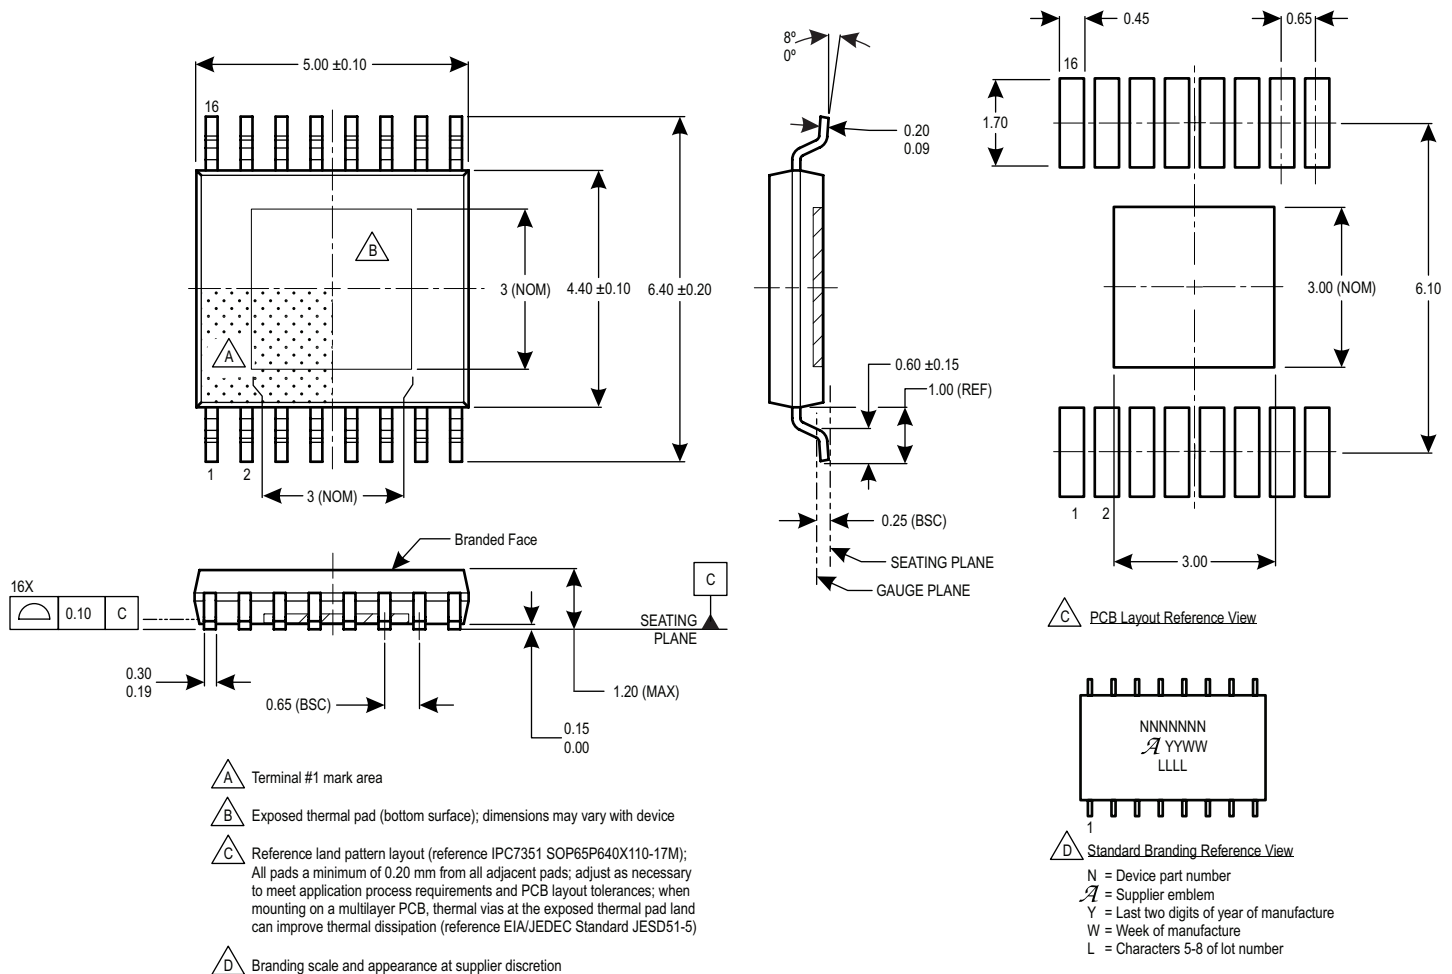 5.00 ±0.10
16
B
A
3 (NOM)
4.40 ±0.10
6.40 ±0.20
1
2
3 (NOM)
8º
0º
0.20
0.09
0.60 ±0.15
1.00 (REF)
0.25 (BSC)
SEATING PLANE
GAUGE PLANE
0.45
0.65
16
1.70
3.00 (NOM)
6.10
1
2
3.00
C PCB Layout Reference View
Branded Face
16X
0.10 C
C
SEATING
PLANE
0.30
0.19
0.65 (BSC)
1.20 (MAX)
0.15
0.00
A Terminal #1 mark area
B Exposed thermal pad (bottom surface); dimensions may vary with device
C Reference land pattern layout (reference IPC7351 SOP65P640X110-17M);
All pads a minimum of 0.20 mm from all adjacent pads; adjust as necessary
to meet application process requirements and PCB layout tolerances; when
mounting on a multilayer PCB, thermal vias at the exposed thermal pad land
can improve thermal dissipation (reference EIA/JEDEC Standard JESD51-5)
D Branding scale and appearance at supplier discretion
NNNNNNN
A YYWW
LLLL
1
D Standard Branding Reference View
N = Device part number
A = Supplier emblem
Y = Last two digits of year of manufacture
W = Week of manufacture
L = Characters 5-8 of lot number